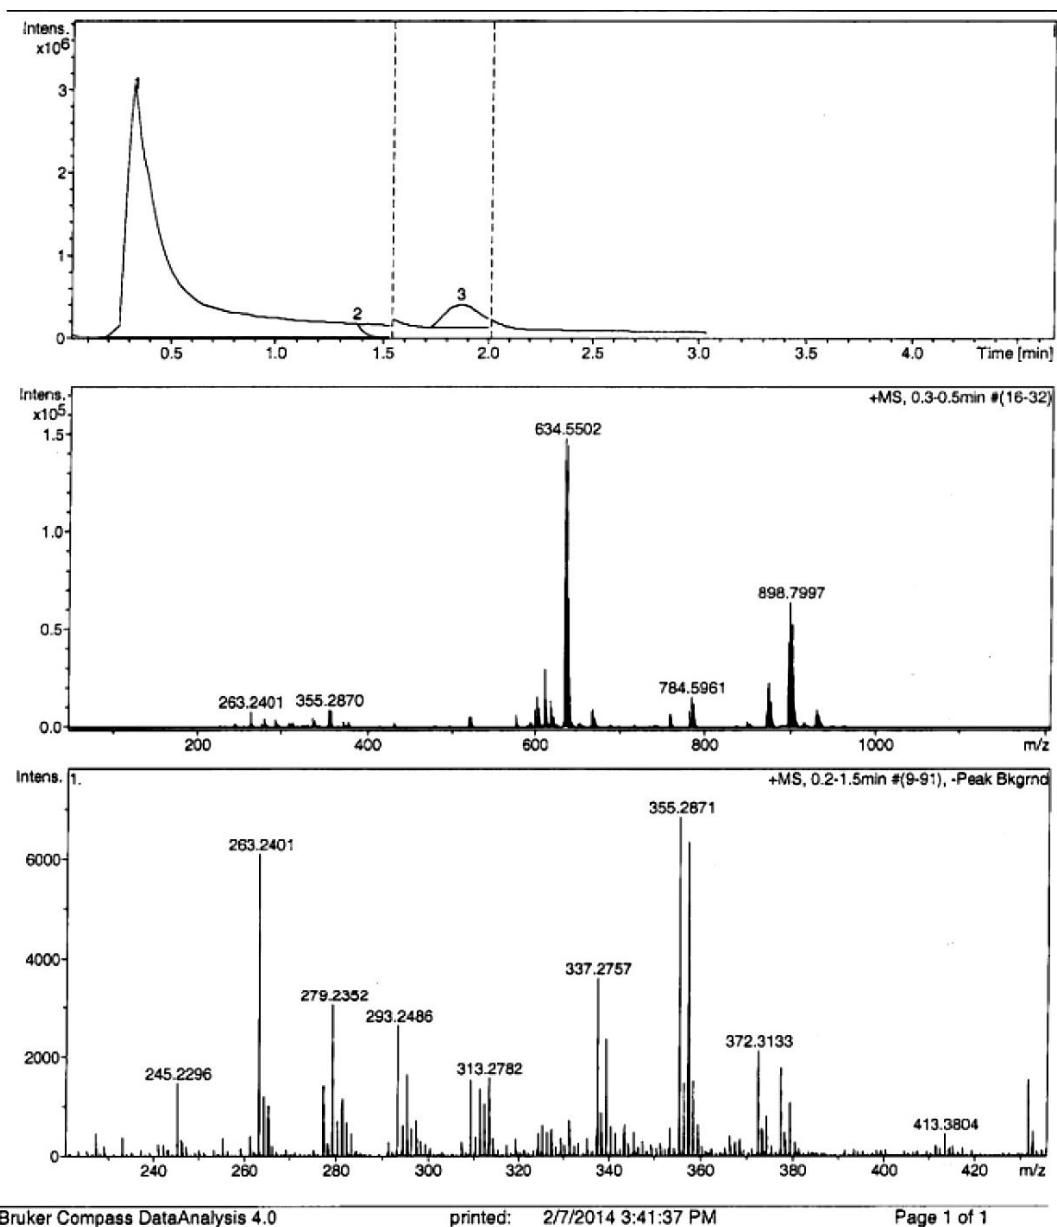 Intens.
x10⁶
3
2
1
0
1
2
3
0.5 1.0 1.5 2.0 2.5 3.0 3.5 4.0 Time [min]
Intens.
x10⁵
+MS, 0.3-0.5min #(16-32)
1.5
1.0
0.5
0.0
634.5502
898.7997
784.5961
263.2401 355.2870
200 400 600 800 1000 m/z
Intens. 1.
+MS, 0.2-1.5min #(9-91), -Peak Bkgrnd
6000
4000
2000
0
355.2871
263.2401
337.2757
279.2352
293.2486
313.2782
372.3133
245.2296
413.3804
240 260 280 300 320 340 360 380 400 420 m/z
Bruker Compass DataAnalysis 4.0 printed: 2/7/2014 3:41:37 PM Page 1 of 1